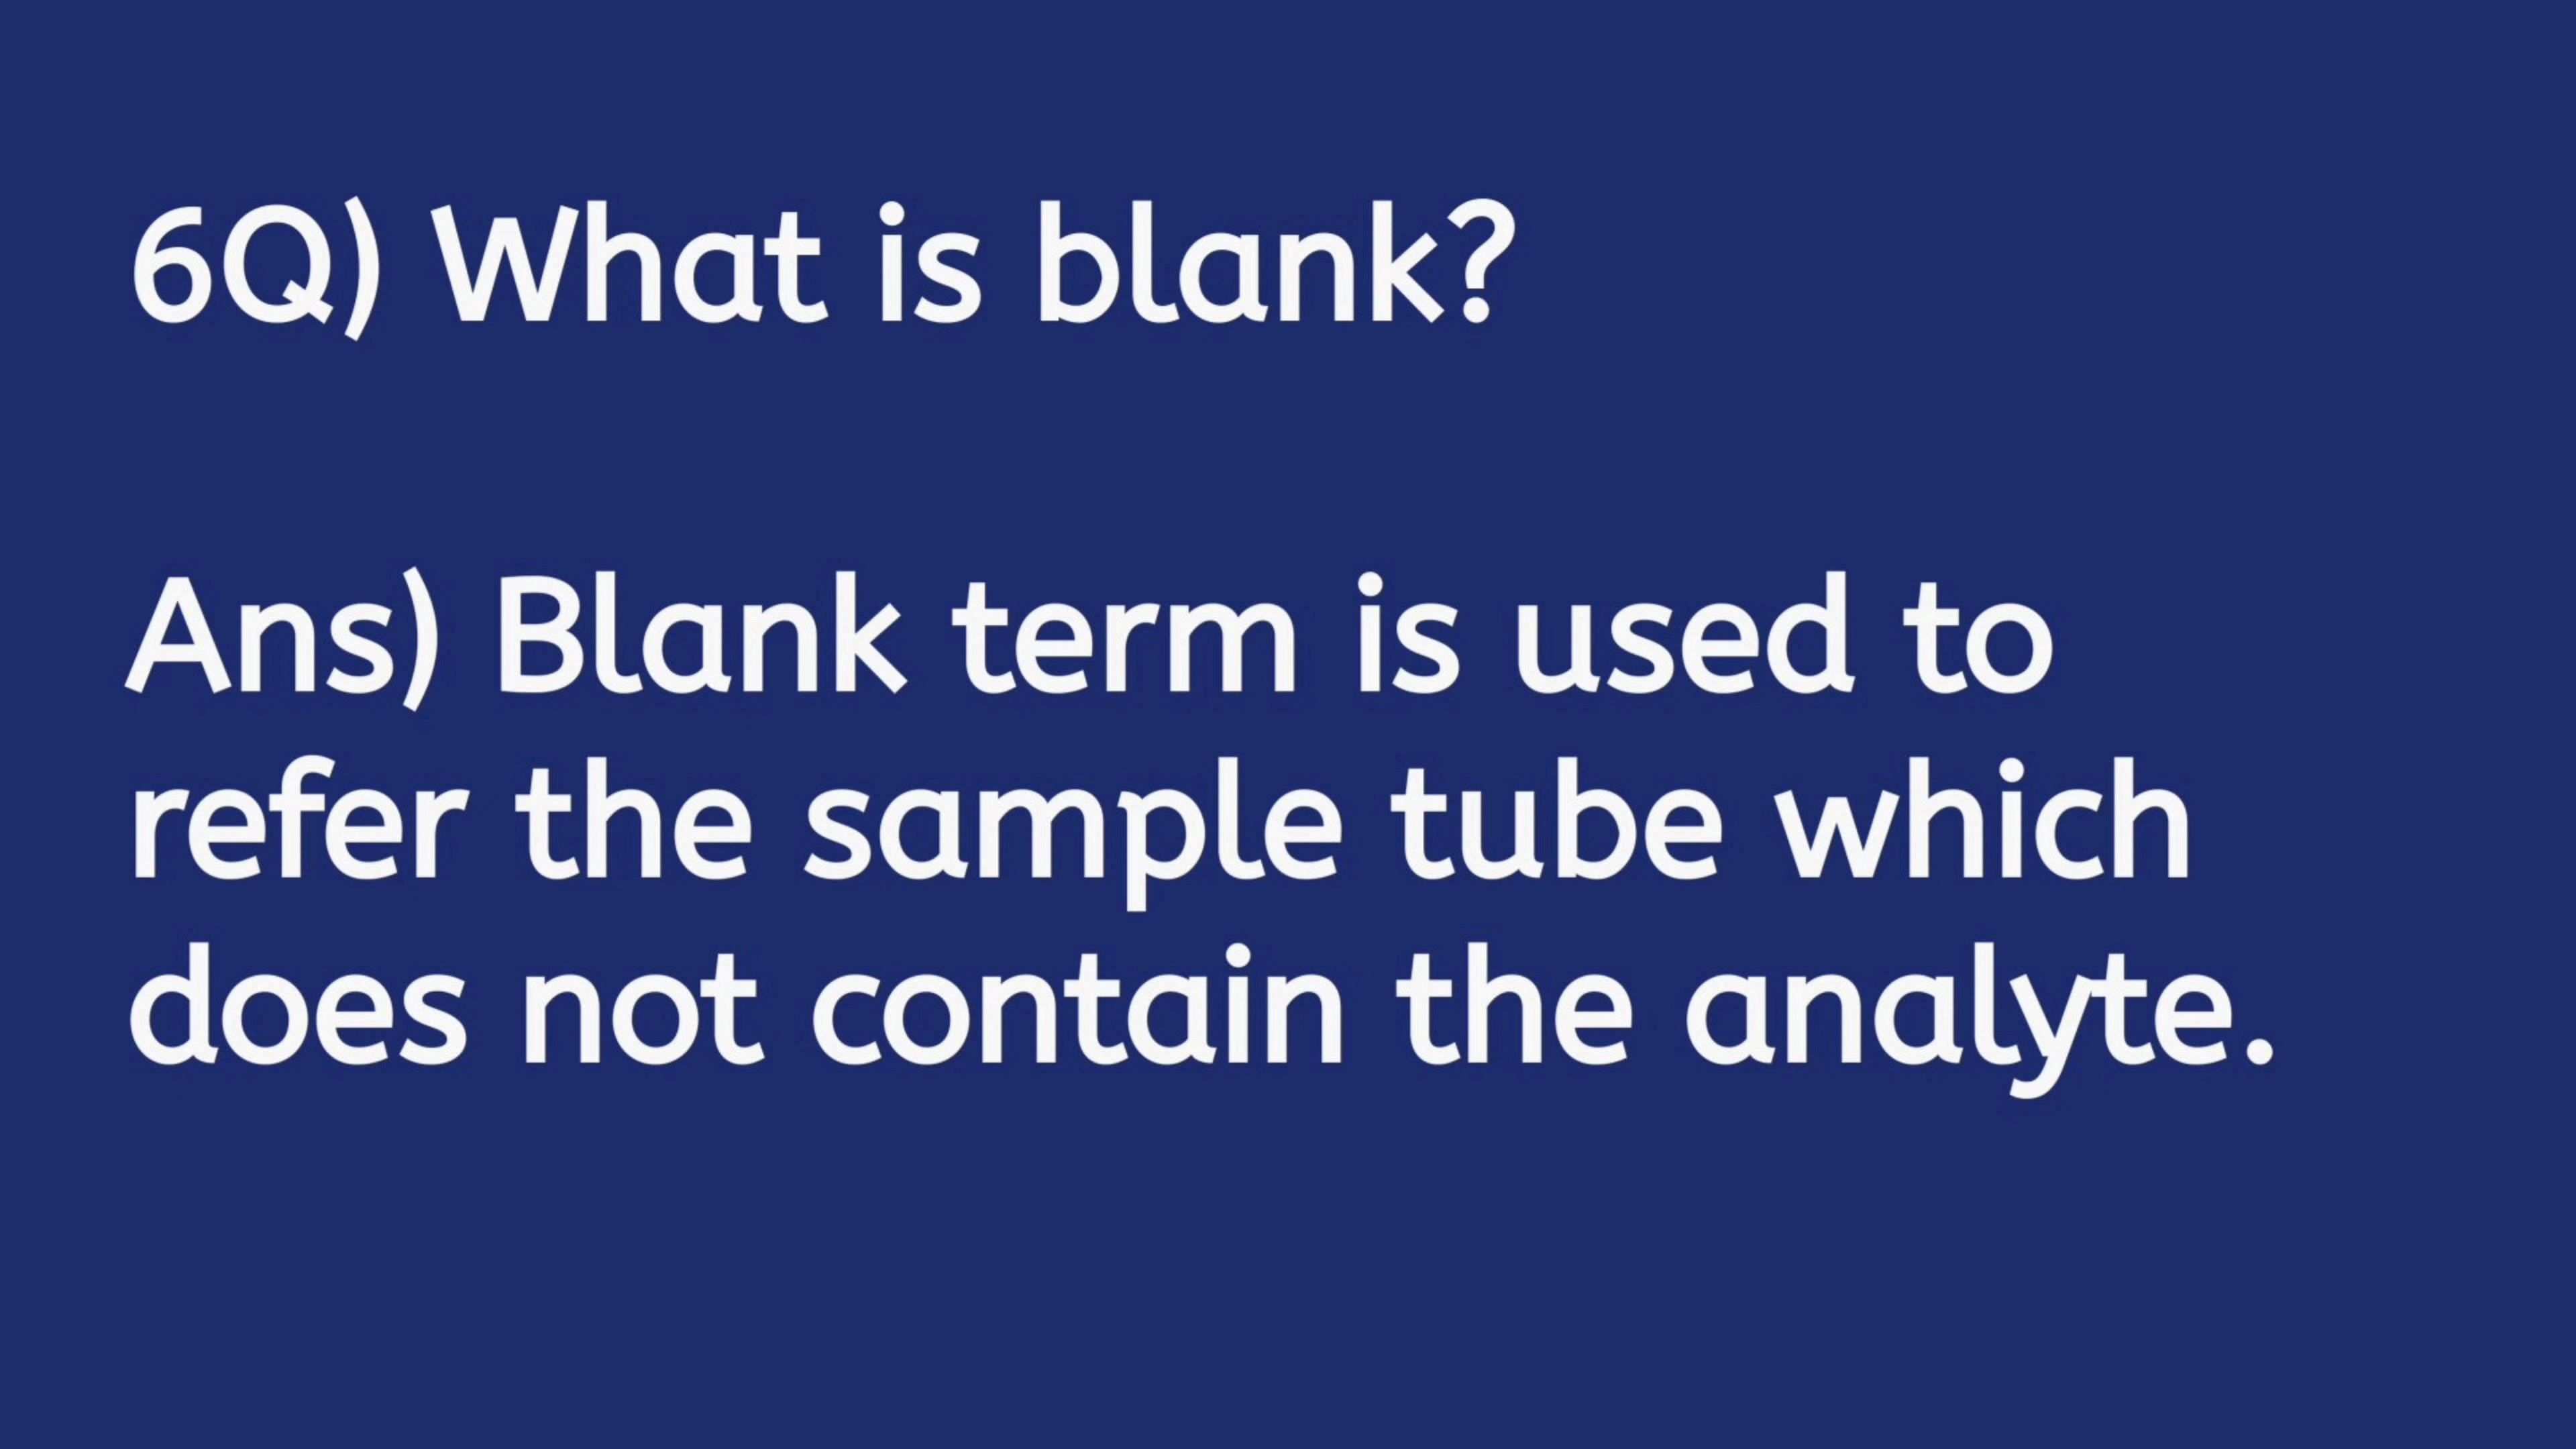 6Q) What is blank?
Ans) Blank term is used to
refer the sample tube which
does not contain the analyte.